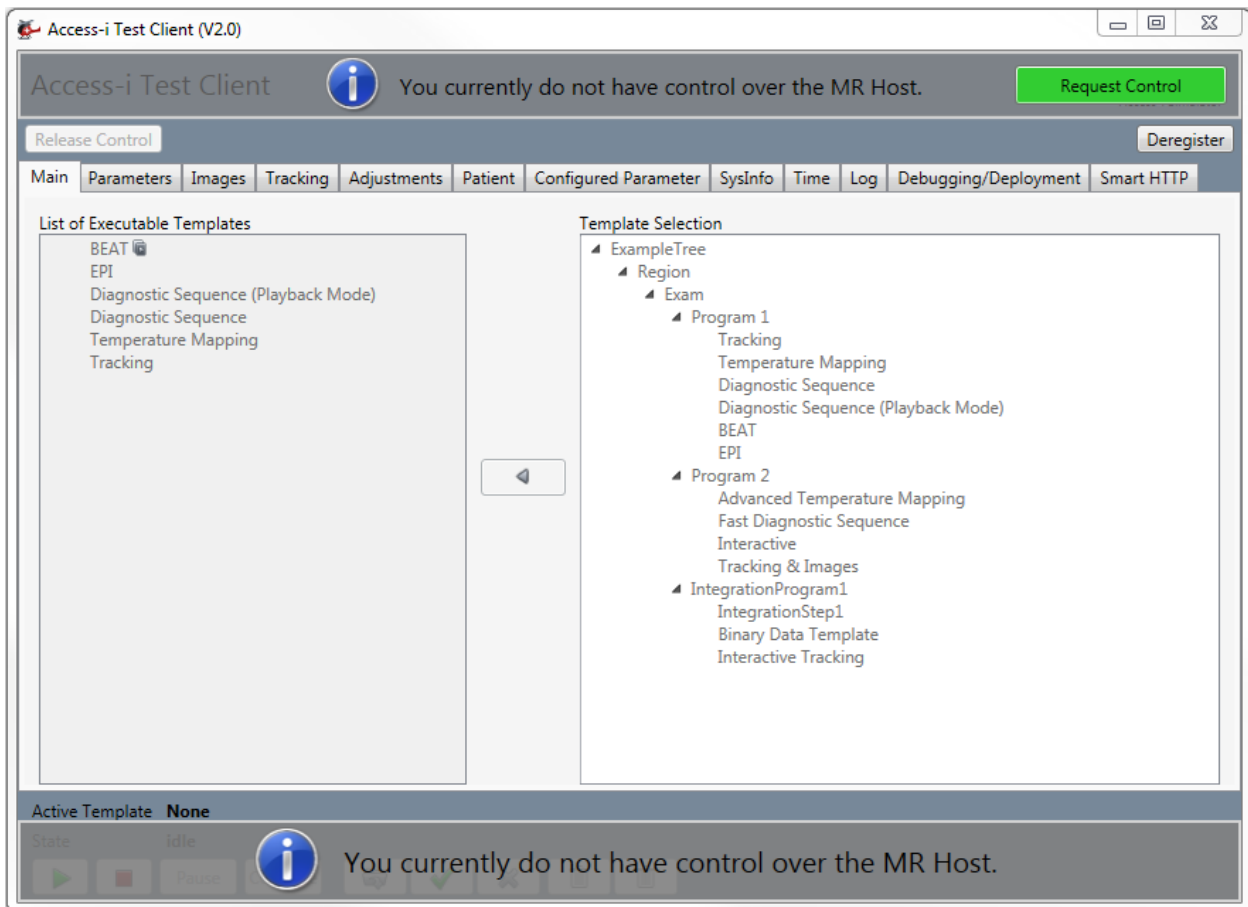 Access-i Test Client (V2.0)
Access-i Test Client
You currently do not have control over the MR Host.
Request Control
Release Control
Deregister
Main Parameters Images Tracking Adjustments Patient Configured Parameter SysInfo Time Log Debugging/Deployment Smart HTTP
List of Executable Templates
BEAT
EPI
Diagnostic Sequence (Playback Mode)
Diagnostic Sequence
Temperature Mapping
Tracking
Template Selection
ExampleTree
Region
Exam
Program 1
Tracking
Temperature Mapping
Diagnostic Sequence
Diagnostic Sequence (Playback Mode)
BEAT
EPI
Program 2
Advanced Temperature Mapping
Fast Diagnostic Sequence
Interactive
Tracking & Images
IntegrationProgram1
IntegrationStep1
Binary Data Template
Interactive Tracking
Active Template None
State idle
Pause
You currently do not have control over the MR Host.